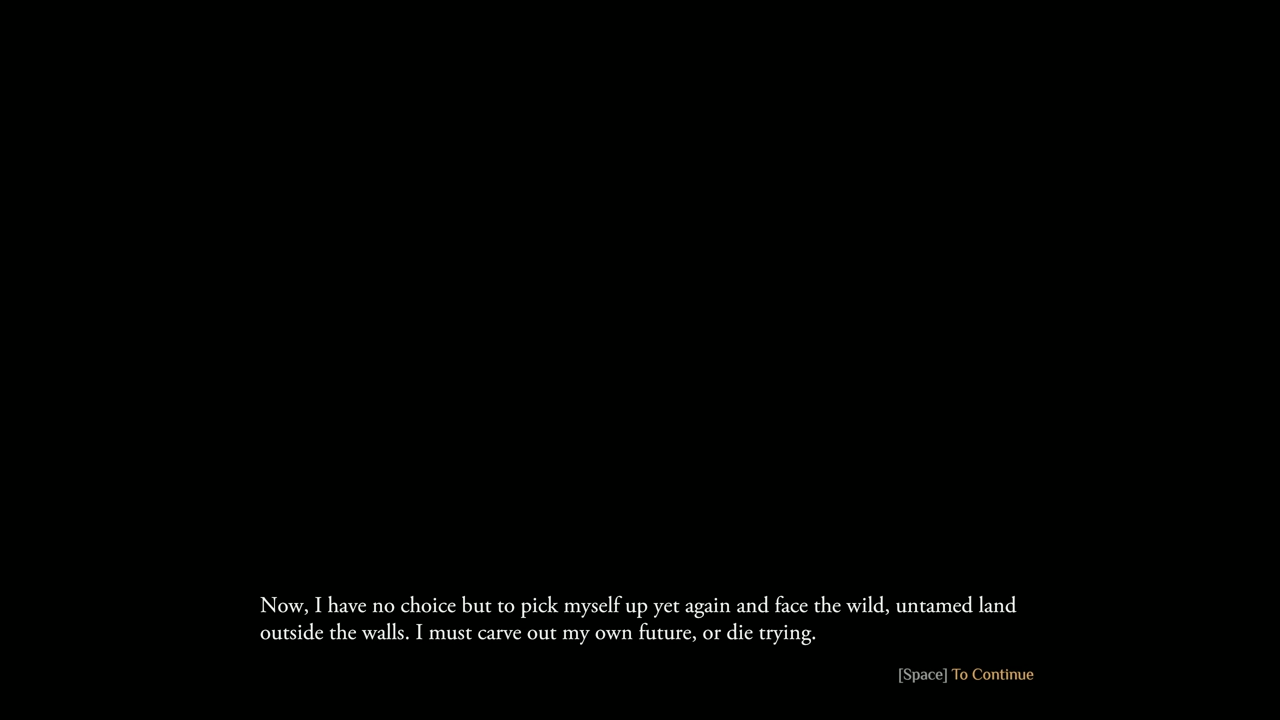 Now, I have no choice but to pick myself up yet again and face the wild, untamed land
outside the walls. I must carve out my own future, or die trying.
[Space] To Continue